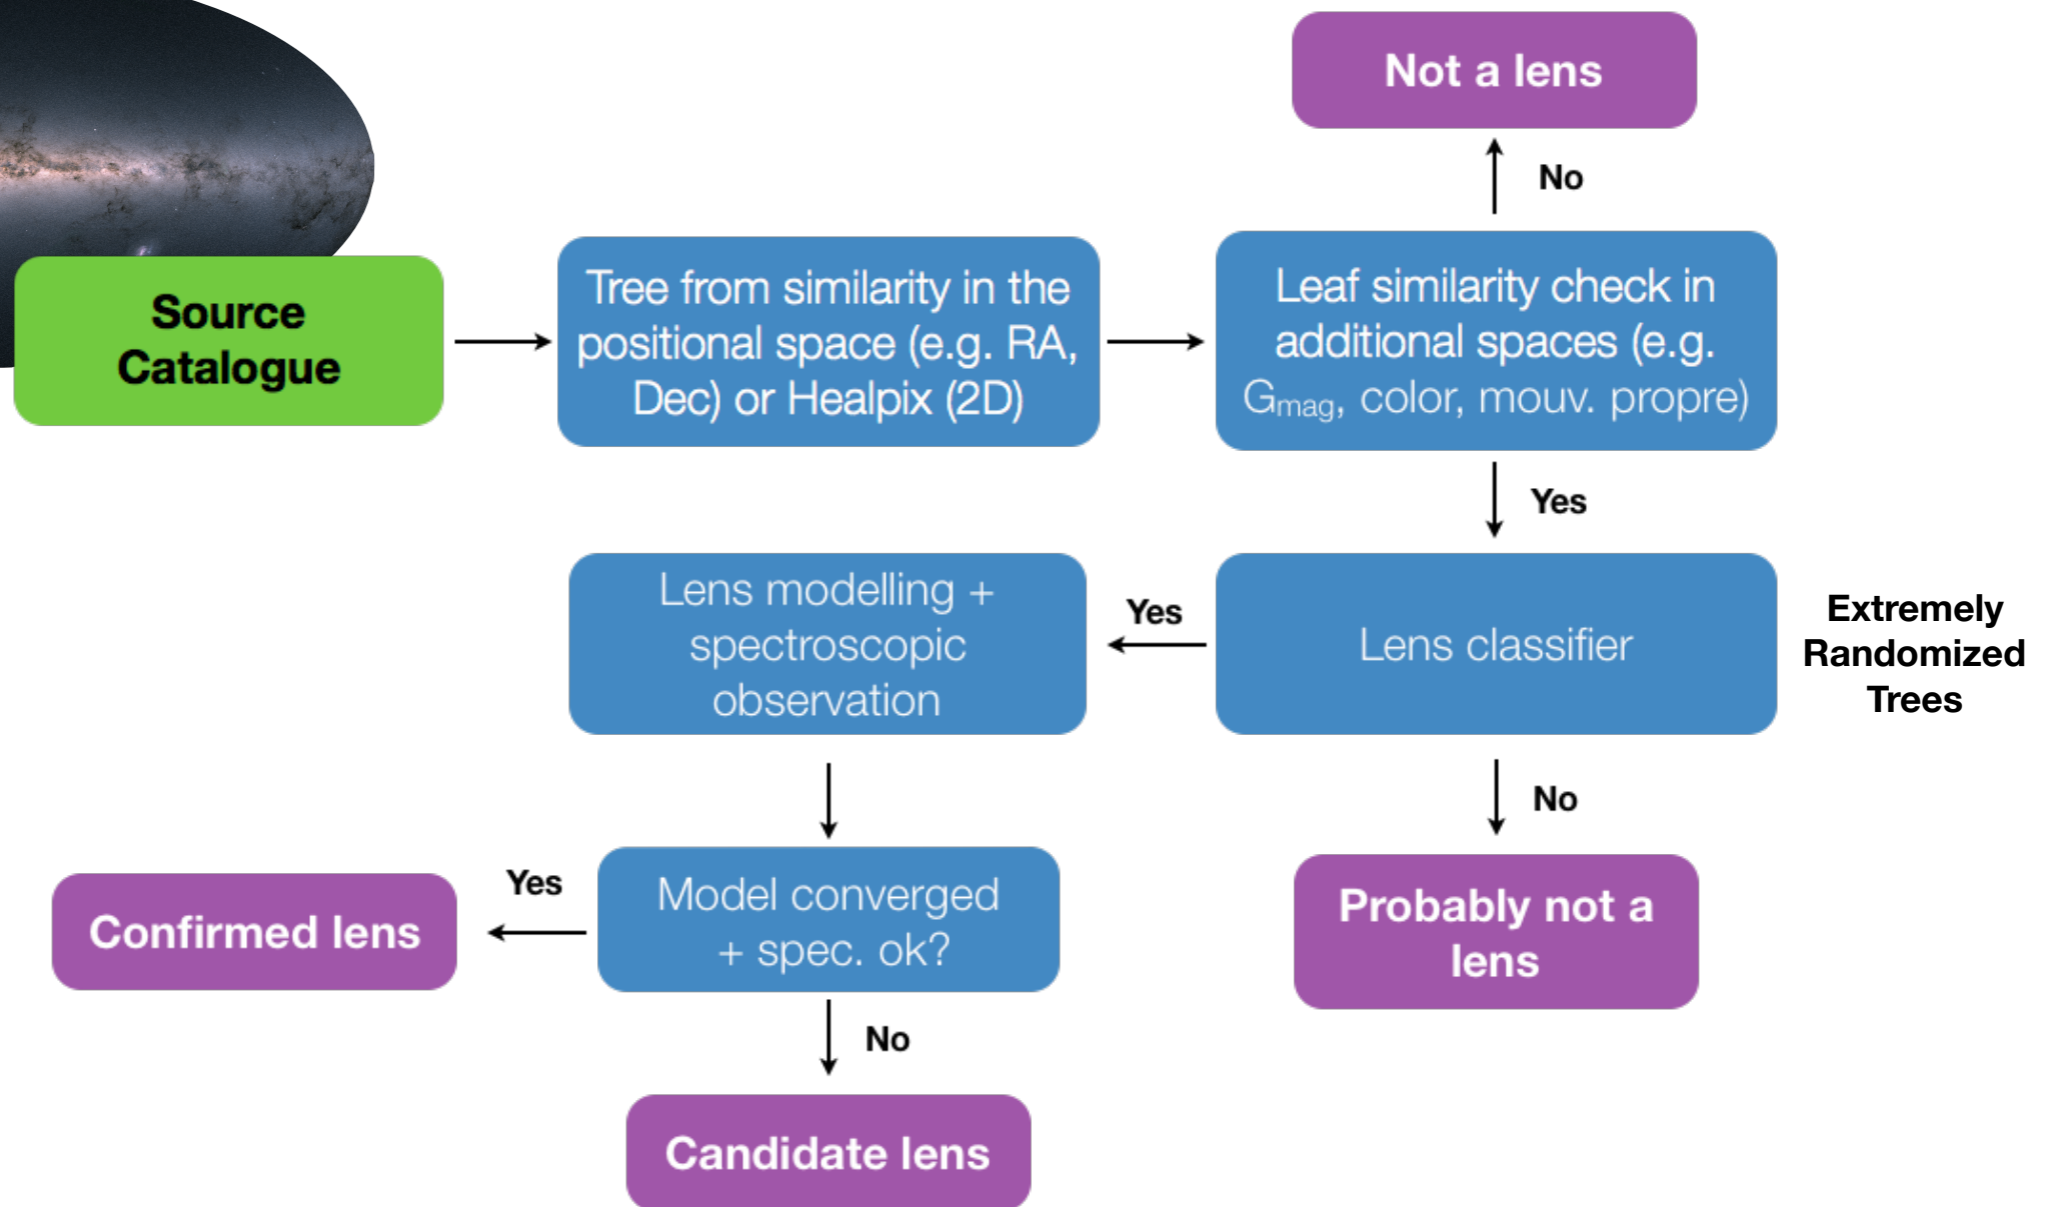 Not a lens
No
Source
Catalogue
Tree from similarity in the
positional space (e.g. RA,
Dec) or Healpix (2D)
Leaf similarity check in
additional spaces (e.g.
Gmag, color, mouv. propre)
Yes
Lens modelling +
spectroscopic
observation
Yes
Lens classifier
Extremely
Randomized
Trees
No
Confirmed lens
Yes
Model converged
+ spec. ok?
Probably not a
lens
No
Candidate lens